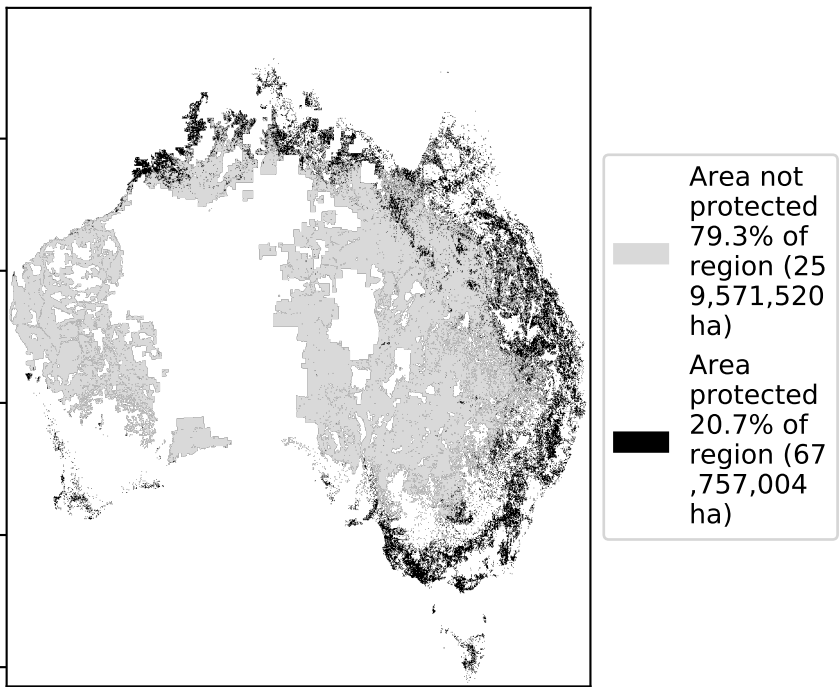 Area not
protected
79.3% of
region (25
9,571,520
ha)
Area
protected
20.7% of
region (67
,757,004
ha)